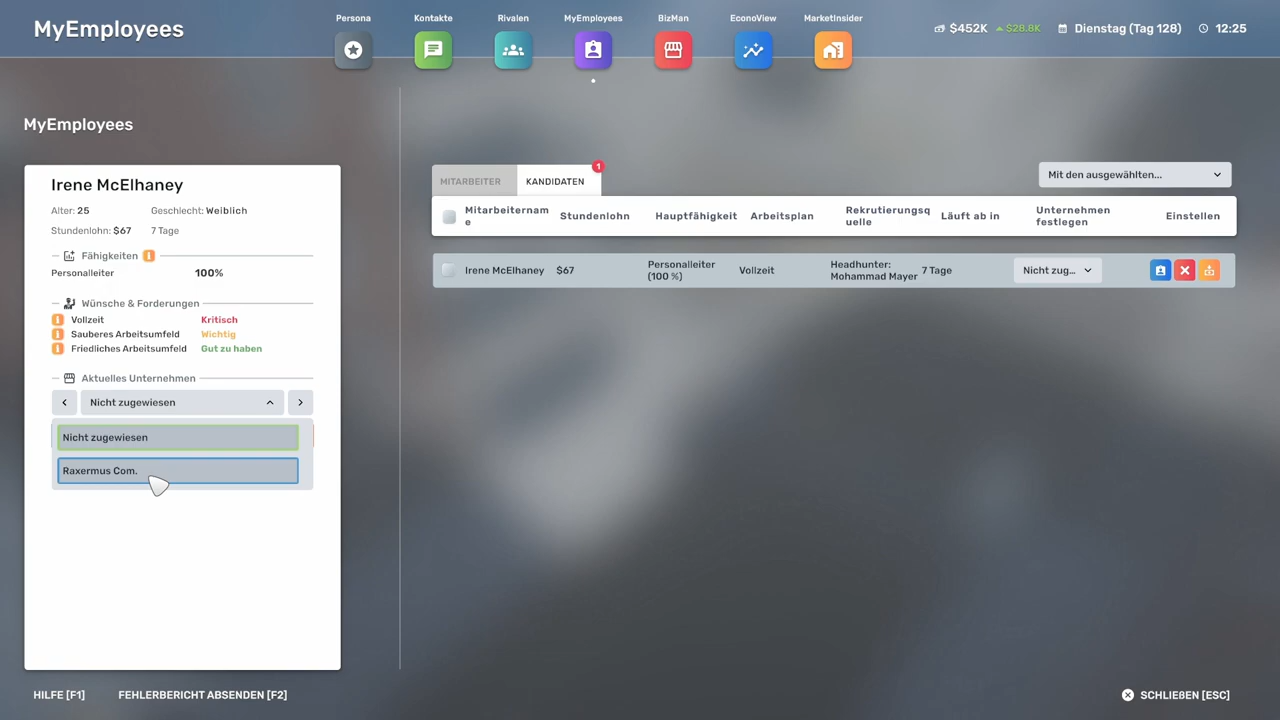 MyEmployees
Persona
Kontakte
Rivalen
MyEmployees
BizMan
EconoView
MarketInsider
$452K
$28.8K
Dienstag (Tag 128)
12:25
MyEmployees
Irene McElhaney
Alter: 25
Geschlecht: Weiblich
Stundenlohn: $67
7 Tage
Fähigkeiten
Personalleiter
100%
Wünsche & Forderungen
Vollzeit
Kritisch
Sauberes Arbeitsumfeld
Wichtig
Friedliches Arbeitsumfeld
Gut zu haben
Aktuelles Unternehmen
Nicht zugewiesen
Nicht zugewiesen
Raxermus Com.
MITARBEITER
KANDIDATEN
1
Mit den ausgewählten...
Mitarbeiternam
e
Stundenlohn
Hauptfähigkeit
Arbeitsplan
Rekrutierungsq
uelle
Läuft ab in
Unternehmen
festlegen
Einstellen
Irene McElhaney
$67
Personalleiter
(100 %)
Vollzeit
Headhunter:
Mohammad Mayer
7 Tage
Nicht zug...
HILFE [F1]
FEHLERBERICHT ABSENDEN [F2]
SCHLIEßEN [ESC]